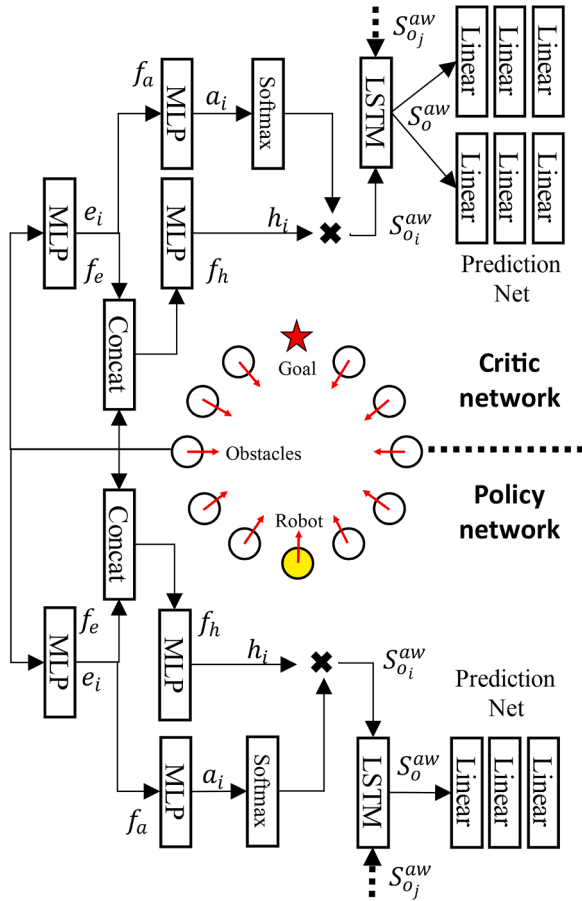 S_{o_j}^{aw}
f_a
MLP
a_i
Softmax
LSTM
S_o^{aw}
Linear
Linear
Linear
Linear
Linear
Linear
MLP
e_i
f_e
MLP
h_i
f_h
S_{o_i}^{aw}
Prediction
Net
Concat
Goal
Critic
network
Obstacles
Policy
network
Robot
Concat
f_e
MLP
e_i
f_h
MLP
h_i
S_{o_i}^{aw}
Prediction
Net
f_a
MLP
a_i
Softmax
LSTM
S_o^{aw}
Linear
Linear
Linear
S_{o_j}^{aw}